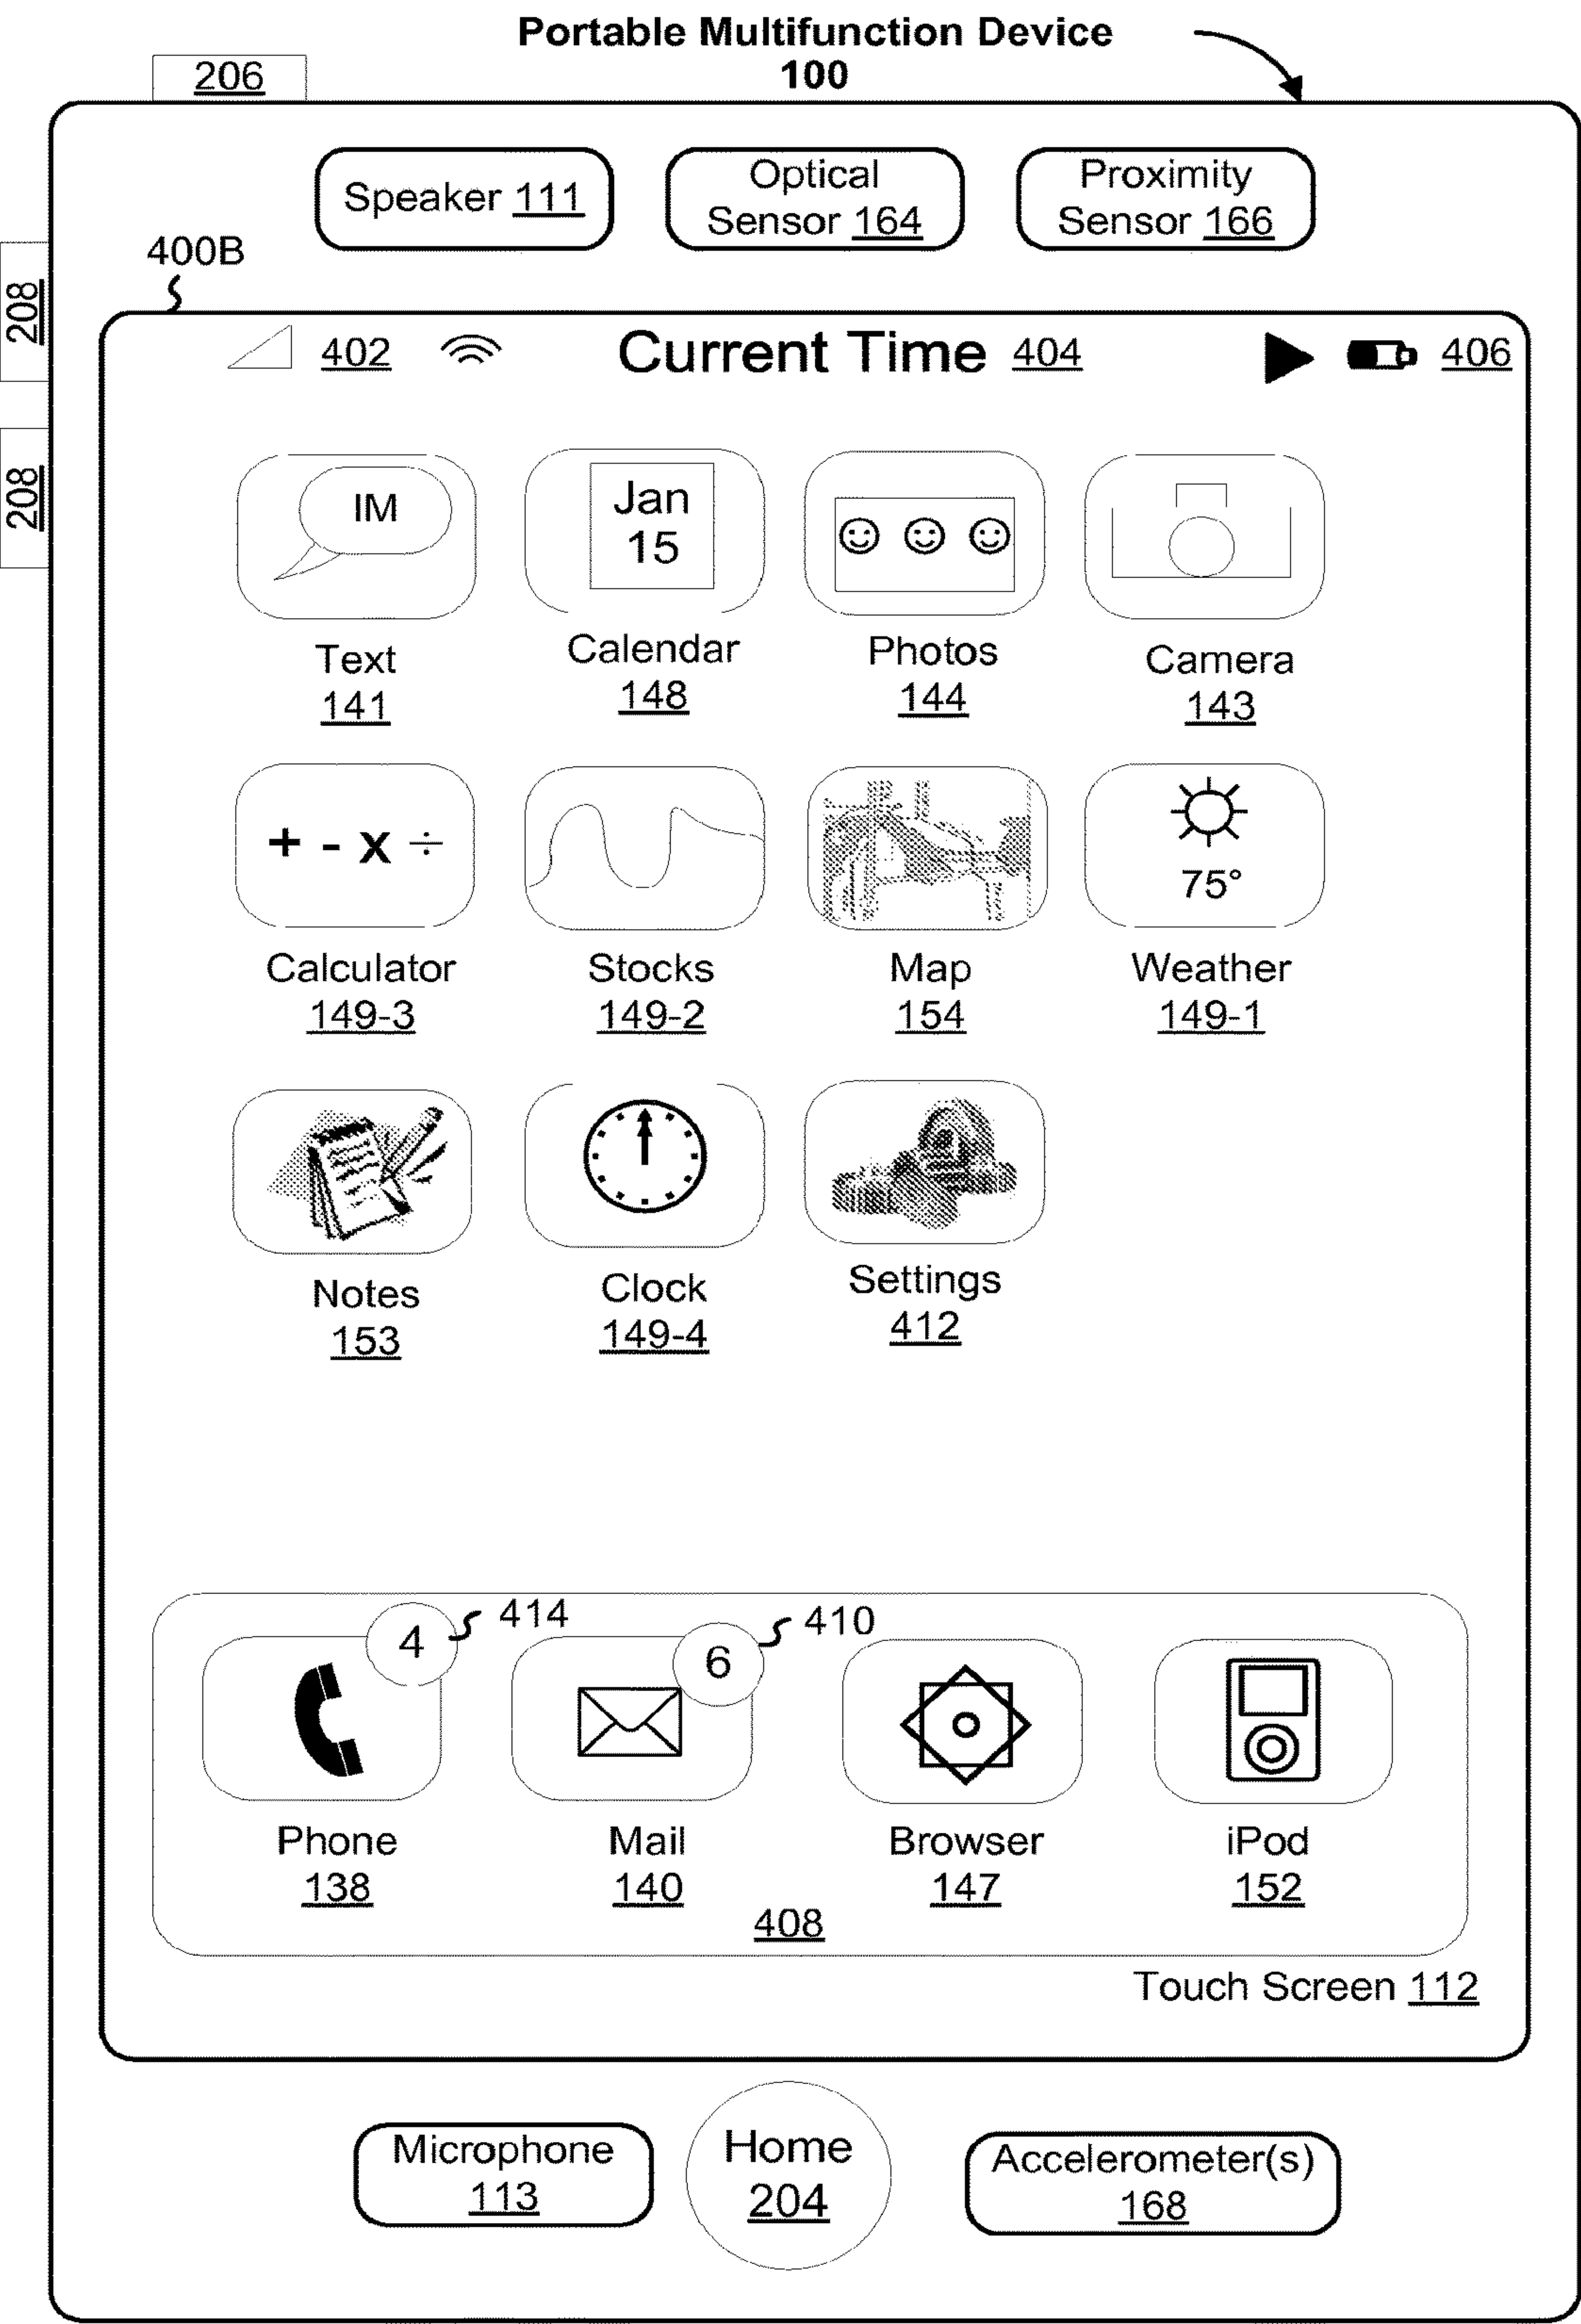 Portable Multifunction Device
100
206
Speaker 111
Optical
Sensor 164
Proximity
Sensor 166
400B
208
208
402
Current Time 404
406
IM
Text
141
Jan
15
Calendar
148
Photos
144
Camera
143
+ - x ÷
Calculator
149-3
Stocks
149-2
Map
154
75°
Weather
149-1
Notes
153
Clock
149-4
Settings
412
4
414
Phone
138
6
410
Mail
140
Browser
147
iPod
152
408
Touch Screen 112
Microphone
113
Home
204
Accelerometer(s)
168